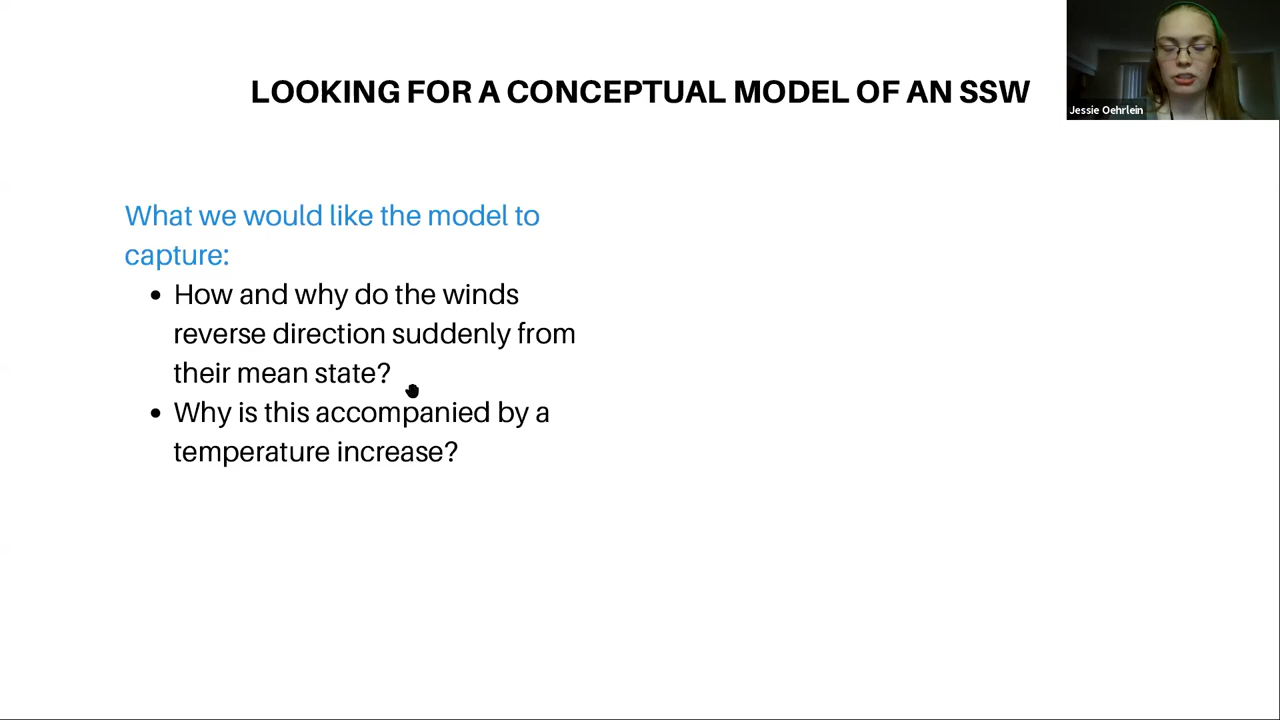 LOOKING FOR A CONCEPTUAL MODEL OF AN SSW
Jessie Oehrlein
What we would like the model to
capture:
• How and why do the winds
reverse direction suddenly from
their mean state?
• Why is this accompanied by a
temperature increase?